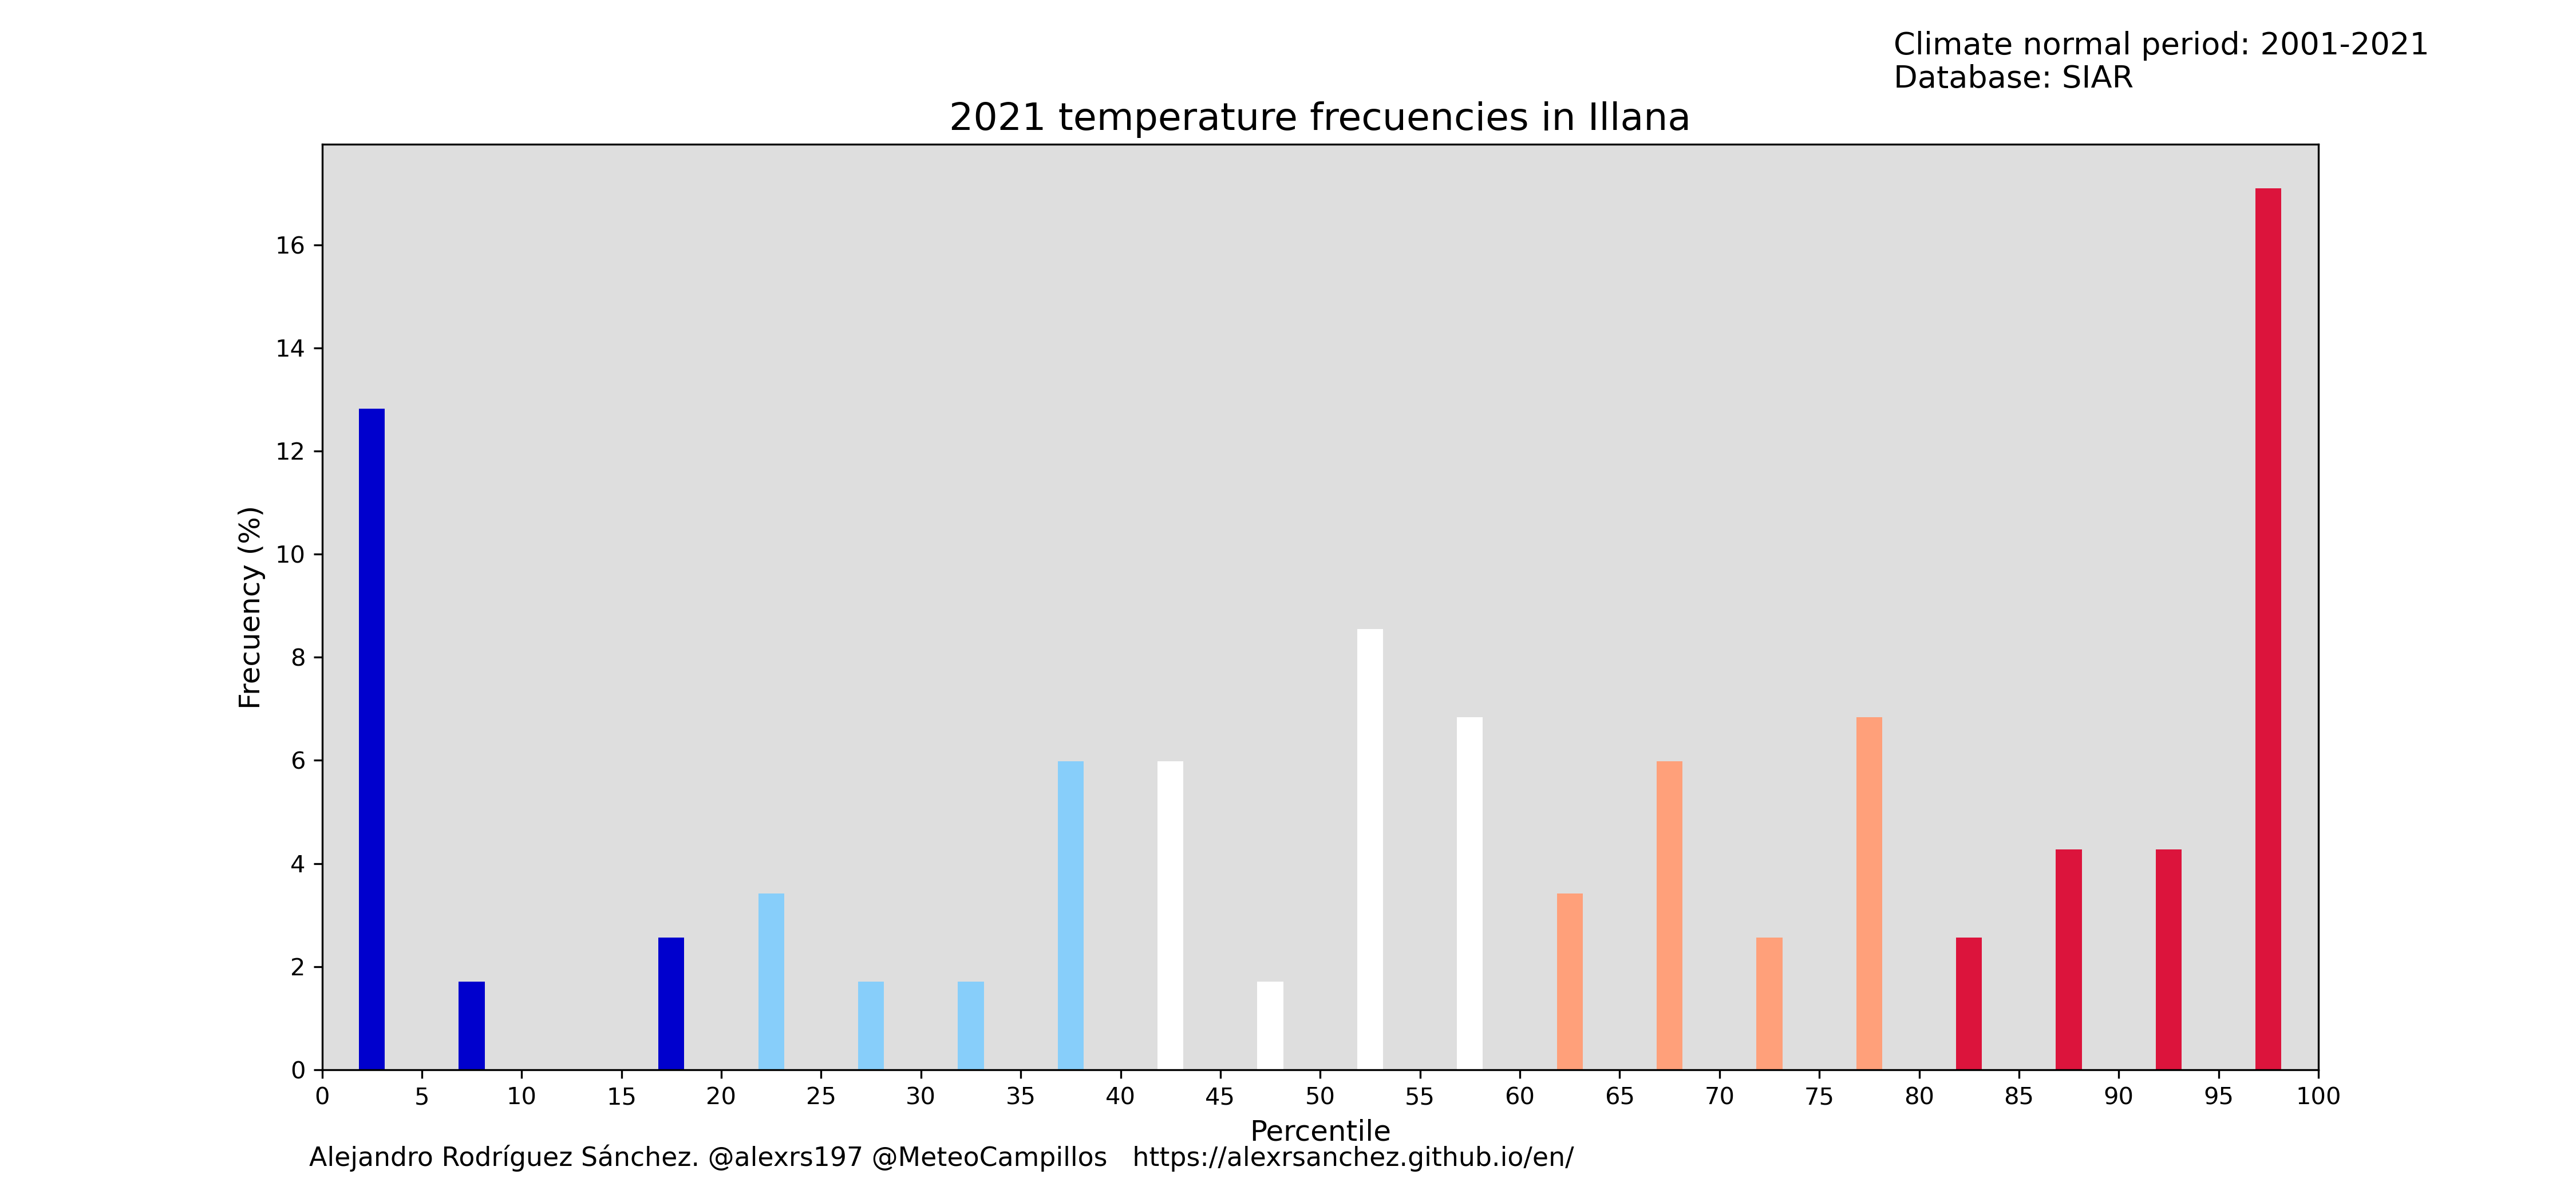 Climate normal period: 2001-2021
Database: SIAR
2021 temperature frecuencies in Illana
Frecuency (%)
16
14
12
10
8
6
4
2
0
0 5 10 15 20 25 30 35 40 45 50 55 60 65 70 75 80 85 90 95 100
Percentile
Alejandro Rodríguez Sánchez. @alexrs197 @MeteoCampillos https://alexrsanchez.github.io/en/